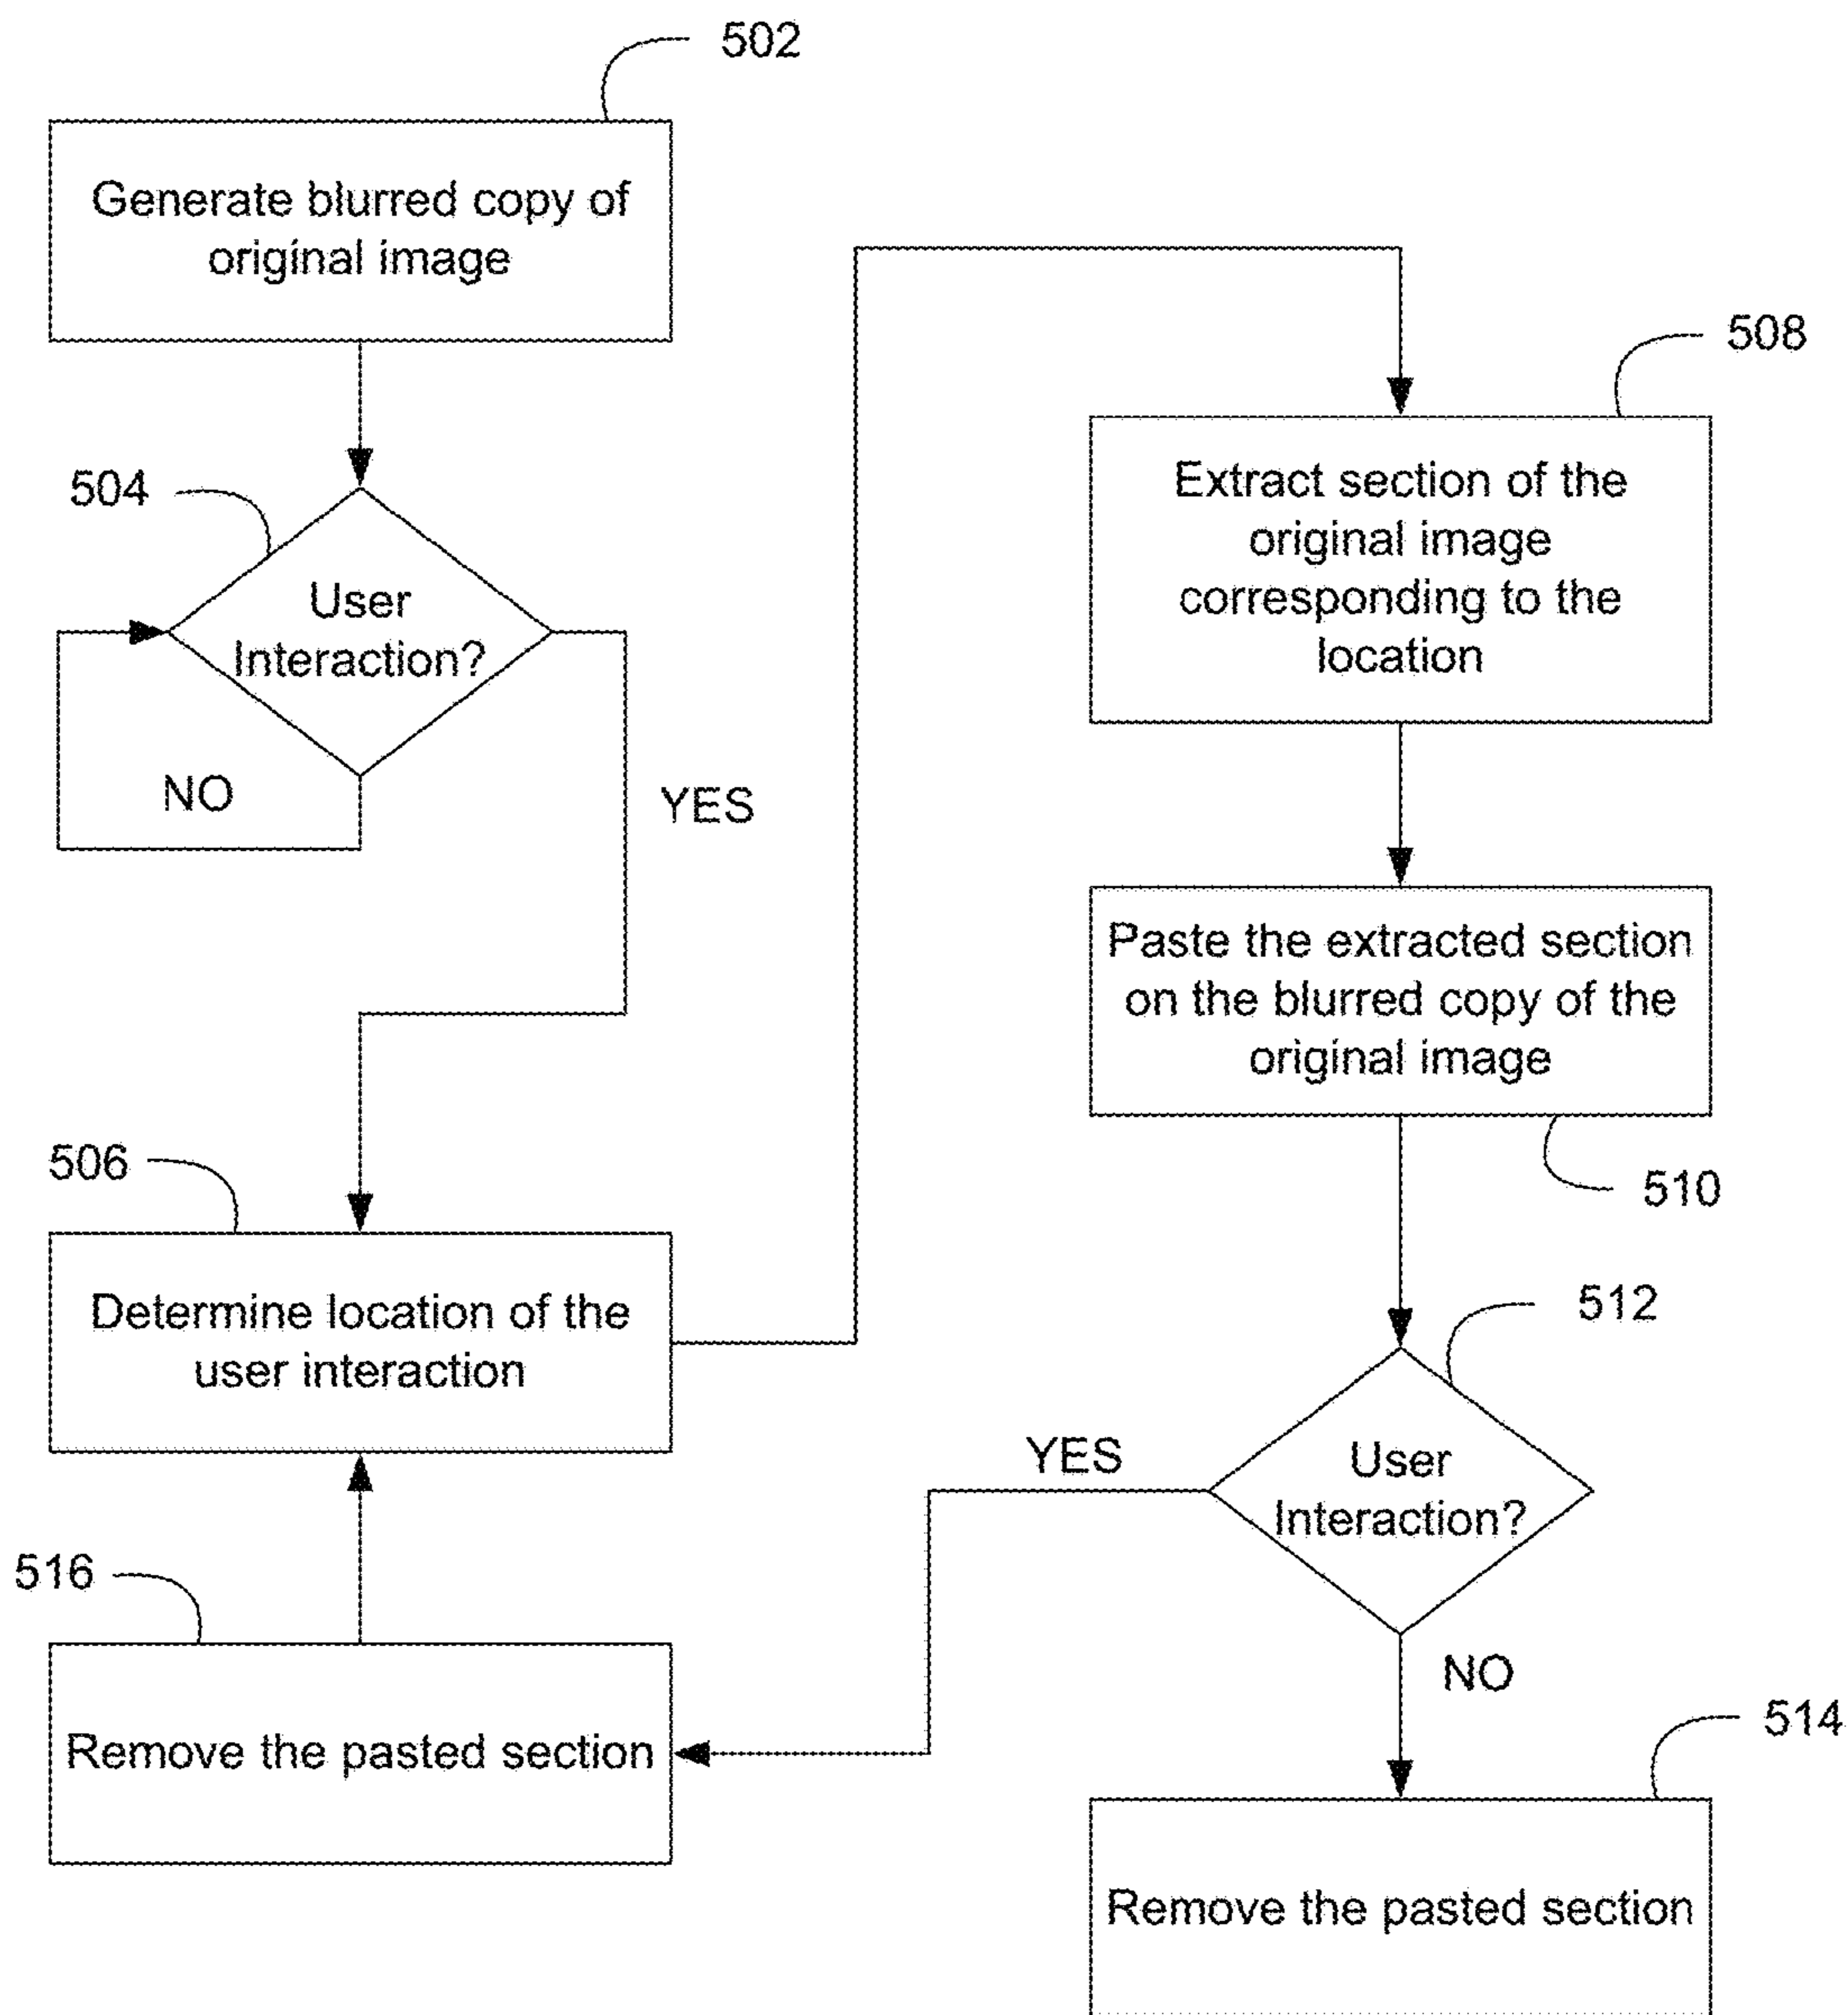 502
Generate blurred copy of
original image
504
User
Interaction?
NO
YES
506
Determine location of the
user interaction
508
Extract section of the
original image
corresponding to the
location
Paste the extracted section
on the blurred copy of the
original image
510
512
User
Interaction?
YES
NO
516
Remove the pasted section
514
Remove the pasted section